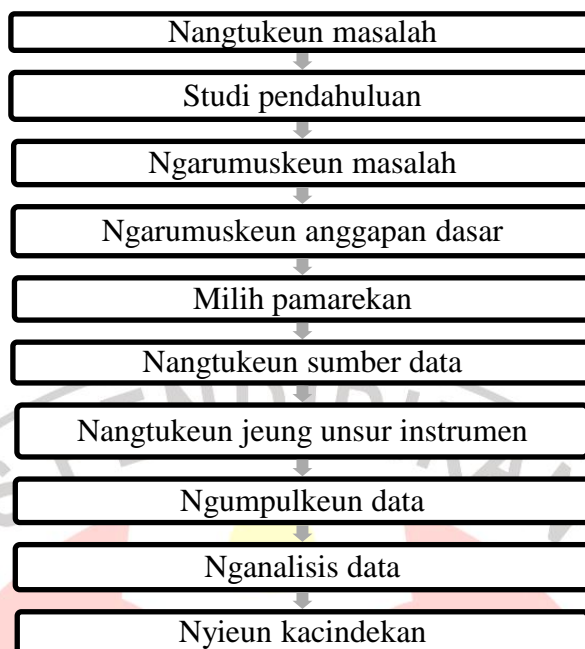 Nangtukeun masalah
Studi pendahuluan
Ngarumuskeun masalah
Ngarumuskeun anggapan dasar
Milih pamarekan
Nangtukeun sumber data
Nangtukeun jeung unsur instrumen
Ngumpulkeun data
Nganalisis data
Nyieun kacindekan